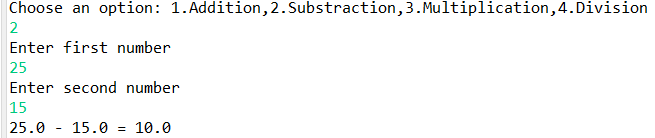 Choose an option: 1.Addition,2.Substraction,3.Multiplication,4.Division
2
Enter first number
25
Enter second number
15
25.0 - 15.0 = 10.0